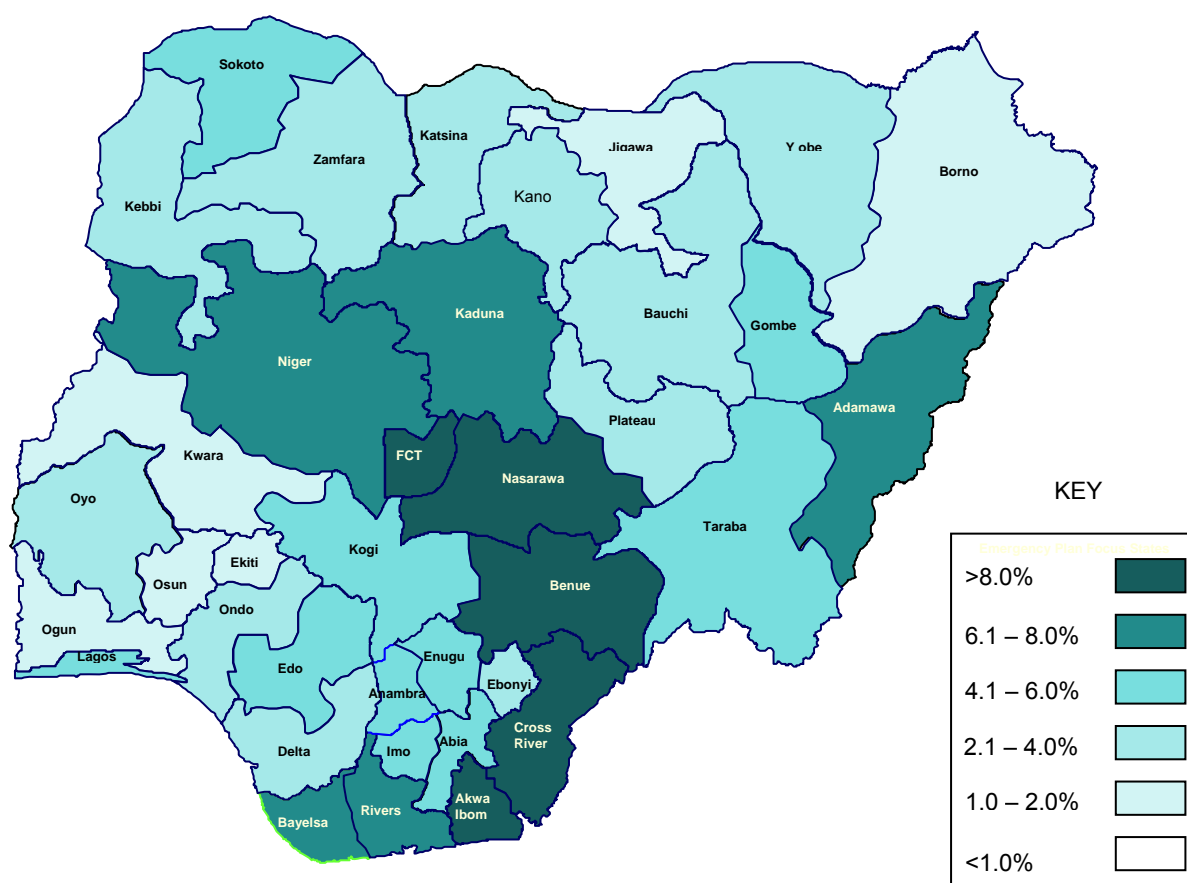 Sokoto
Katsina
Zamfara
Jigawa
Y obe
Borno
Kano
Kebbi
Kaduna
Bauchi
Gombe
Niger
Adamawa
Plateau
FCT
Kwara
Nasarawa
Oyo
Taraba
Kogi
Ekiti
Osun
Benue
Ondo
Ogun
Lagos
Edo
Enugu
Anambra
Ebonyi
Cross
River
Delta
Imo
Abia
Akwa
Ibom
Rivers
Bayelsa
KEY
>8.0%
6.1 – 8.0%
4.1 – 6.0%
2.1 – 4.0%
1.0 – 2.0%
<1.0%